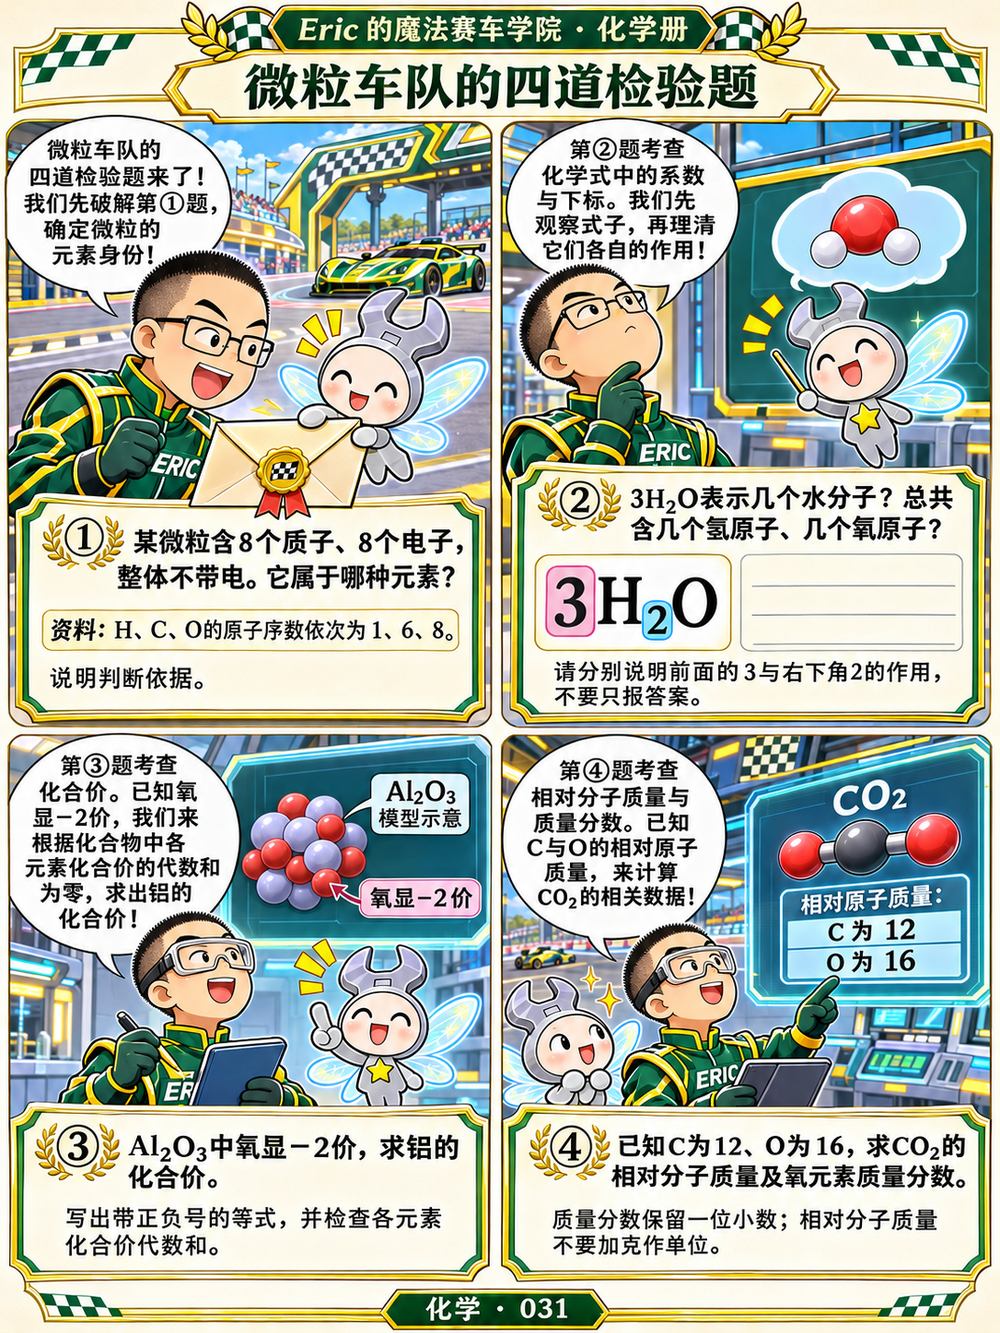 Eric 的魔法赛车学院 · 化学册
微粒车队的四道检验题
微粒车队的
四道检验题来了！
我们先破解第①题，
确定微粒的
元素身份！
ERIC
① 某微粒含8个质子、8个电子，
整体不带电。它属于哪种元素？
资料：H、C、O的原子序数依次为 1、6、8。
说明判断依据。
第②题考查
化学式中的系数
与下标。我们先
观察式子，再理清
它们各自的作用！
ERIC
② 3H₂O表示几个水分子？总共
含几个氢原子、几个氧原子？
3H₂O
请分别说明前面的3与右下角2的作用，
不要只报答案。
第③题考查
化合价。已知氧
显−2价，我们来
根据化合物中各
元素化合价的代数和
为零，求出铝的
化合价！
Al₂O₃
模型示意
氧显−2价
ER
③ Al₂O₃中氧显−2价，求铝的
化合价。
写出带正负号的等式，并检查各元素
化合价代数和。
第④题考查
相对分子质量与
质量分数。已知
C与O的相对原子
质量，来计算
CO₂的相关数据！
CO₂
相对原子质量：
C 为 12
O 为 16
ERIC
④ 已知C为12、O为16，求CO₂的
相对分子质量及氧元素质量分数。
质量分数保留一位小数；相对分子质量
不要加克作单位。
化学 · 031